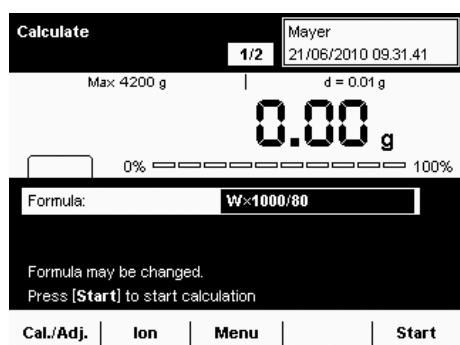 Calculate
1/2
Mayer
21/06/2010 09.31.41
Max 4200 g
d = 0.01 g
0.00 g
0% 100%
Formula: W×1000/80
Formula may be changed.
Press [Start] to start calculation
Cal./Adj. Ion Menu Start